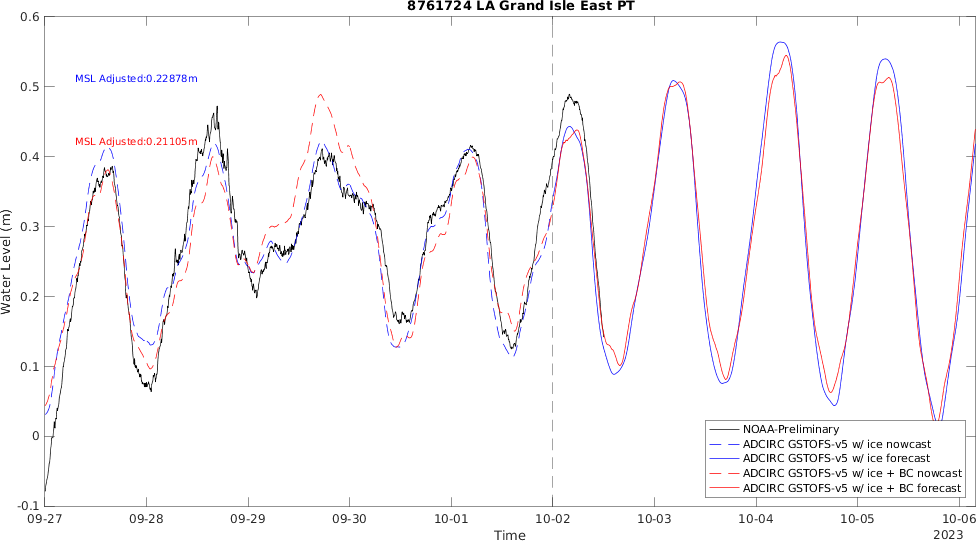 8761724 LA Grand Isle East PT
0.6
0.5
0.4
0.3
0.2
0.1
0
-0.1
Water Level (m)
MSL Adjusted:0.22878m
MSL Adjusted:0.21105m
NOAA-Preliminary
ADCIRC GSTOFS-v5 w/ ice nowcast
ADCIRC GSTOFS-v5 w/ ice forecast
ADCIRC GSTOFS-v5 w/ ice + BC nowcast
ADCIRC GSTOFS-v5 w/ ice + BC forecast
09-27 09-28 09-29 09-30 10-01 10-02 10-03 10-04 10-05 10-06
Time
2023